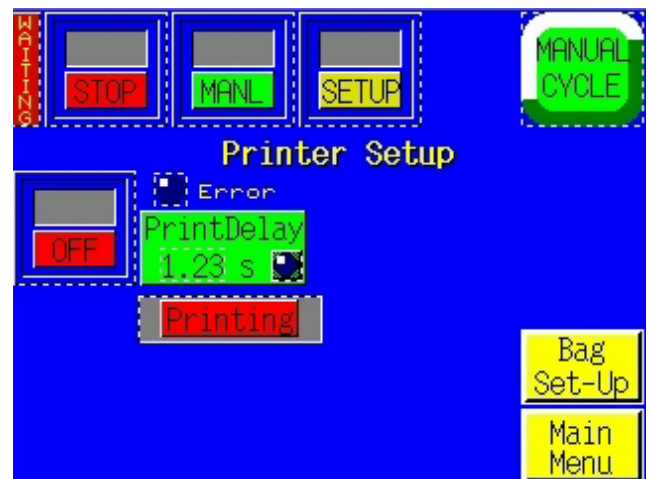 WAITING
STOP
MANL
SETUP
MANUAL
CYCLE
Printer Setup
Error
OFF
PrintDelay
1.23 s
Printing
Bag
Set-Up
Main
Menu